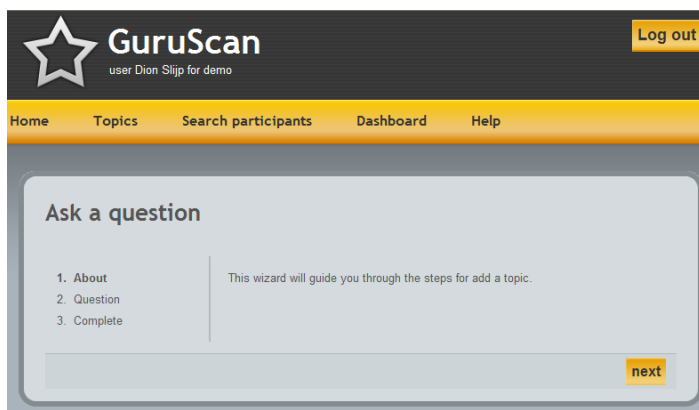 GuruScan
Log out
user Dion Slijp for demo
Home Topics Search participants Dashboard Help
Ask a question
1. About
This wizard will guide you through the steps for add a topic.
2. Question
3. Complete
next